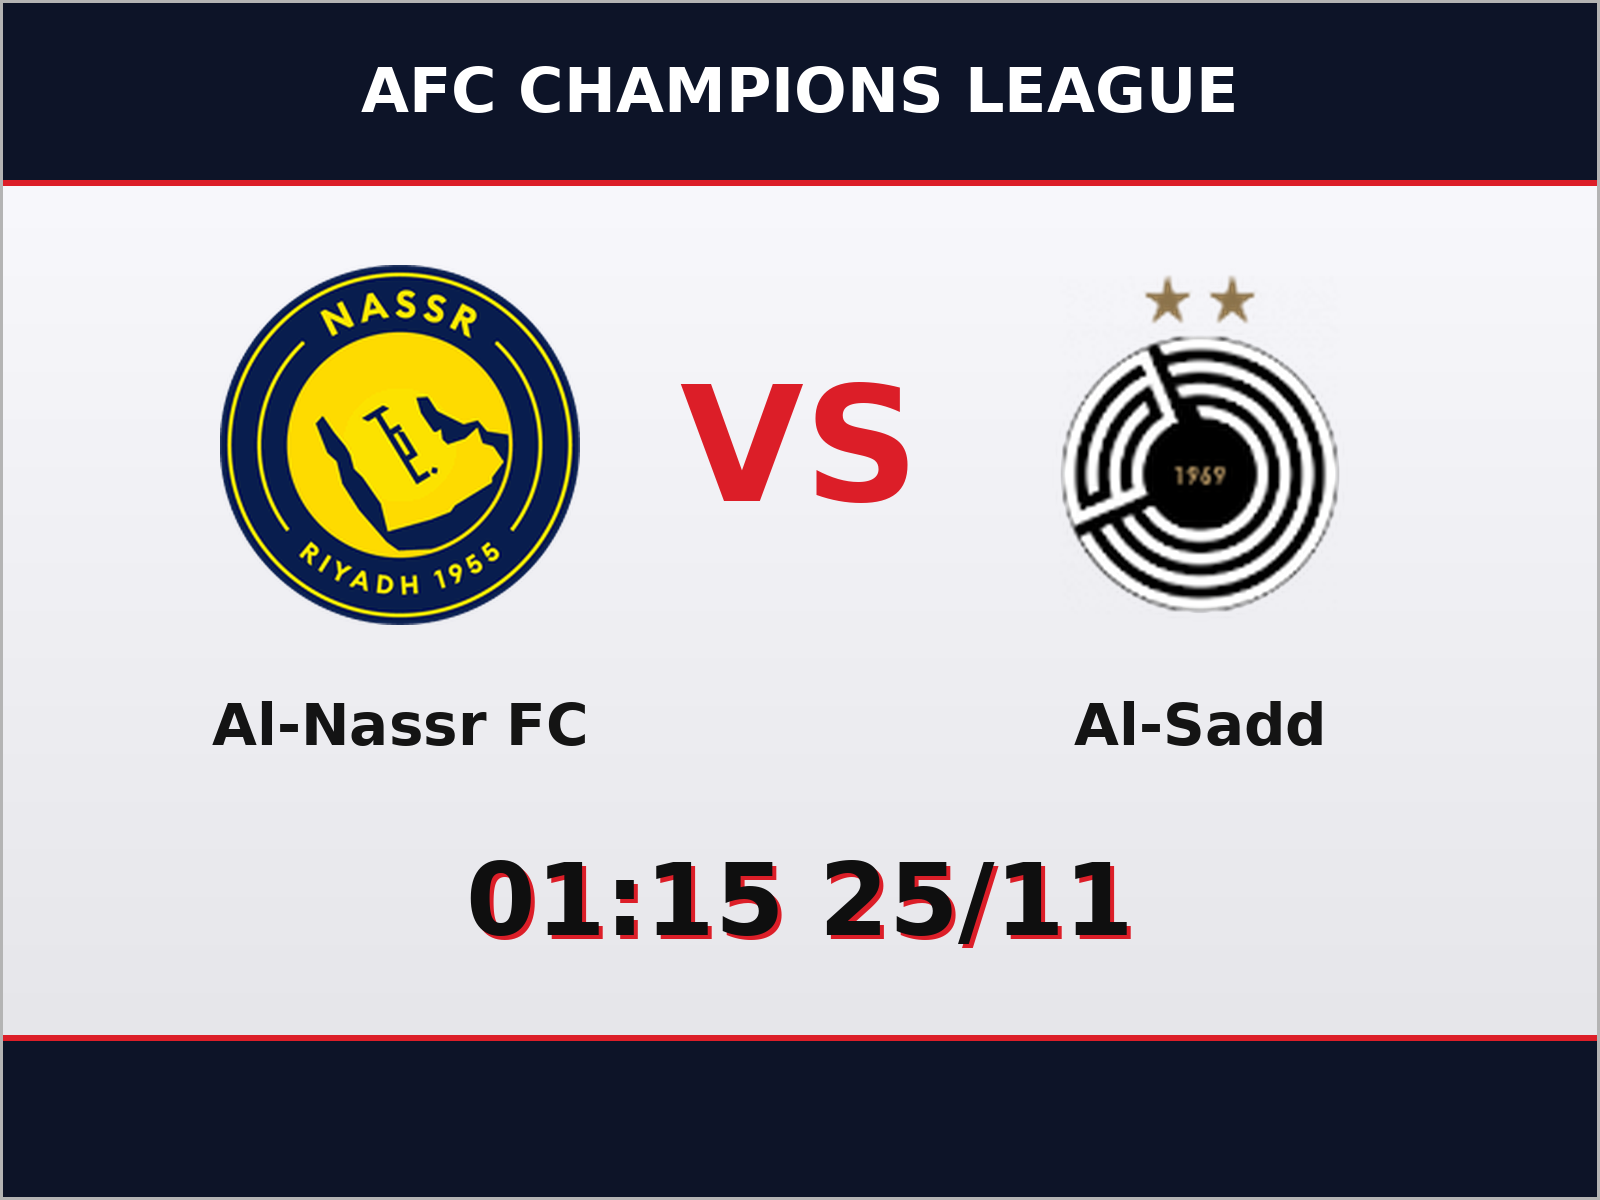 AFC CHAMPIONS LEAGUE
NASSR
RIYADH 1955
VS
1969
Al-Nassr FC
Al-Sadd
01:15 25/11